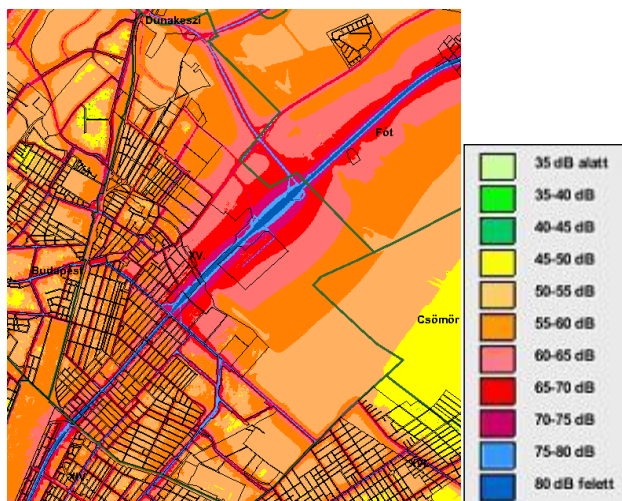 Dunakeszi
Fót
XV.
Budapest
Csömör
XIV.
XVI.
35 dB alatt
35-40 dB
40-45 dB
45-50 dB
50-55 dB
55-60 dB
60-65 dB
65-70 dB
70-75 dB
75-80 dB
80 dB felett